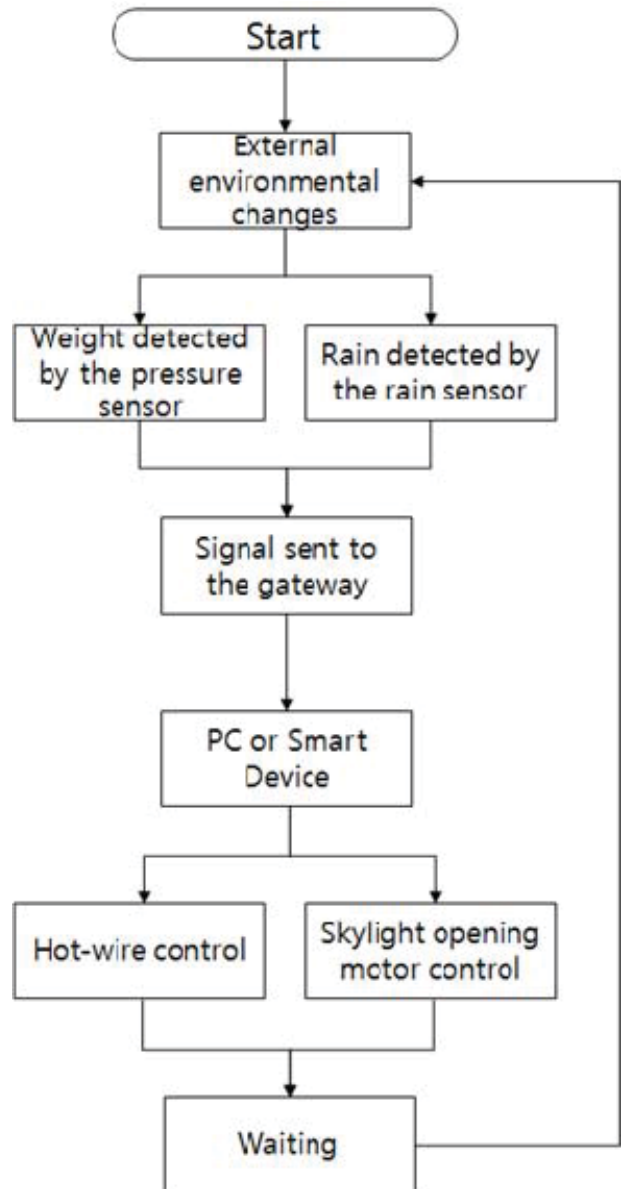 Start
External
environmental
changes
Weight detected
by the pressure
sensor
Rain detected by
the rain sensor
Signal sent to
the gateway
PC or Smart
Device
Hot-wire control
Skylight opening
motor control
Waiting